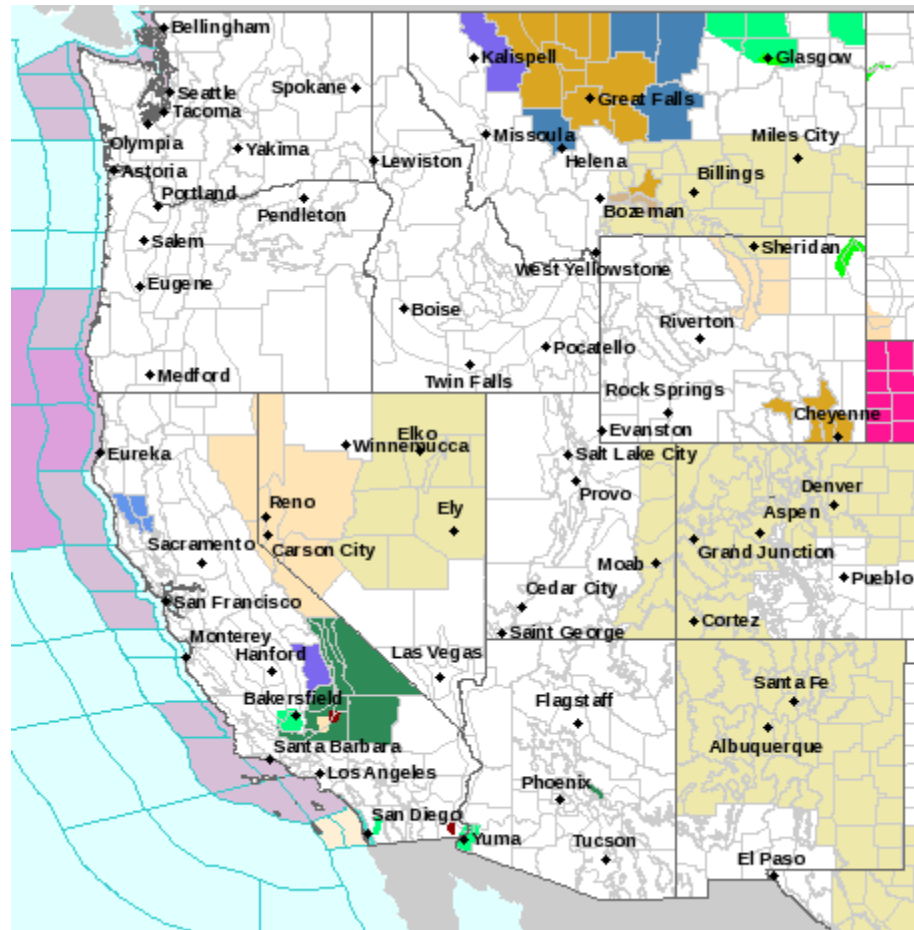 Bellingham
Kalispell
Glasgow
Seattle
Spokane
Great Falls
Tacoma
Olympia
Yakima
Missoula
Miles City
Helena
Lewiston
Astoria
Billings
Portland
Pendleton
Bozeman
Salem
Sheridan
West Yellowstone
Eugene
Boise
Riverton
Pocatello
Medford
Twin Falls
Rock Springs
Cheyenne
Elko
Evanston
Winnemucca
Eureka
Salt Lake City
Provo
Denver
Reno
Ely
Aspen
Sacramento
Carson City
Grand Junction
Moab
Pueblo
San Francisco
Cedar City
Cortez
Saint George
Monterey
Hanford
Las Vegas
Santa Fe
Bakersfield
Flagstaff
Albuquerque
Santa Barbara
Los Angeles
Phoenix
San Diego
Yuma
Tucson
El Paso